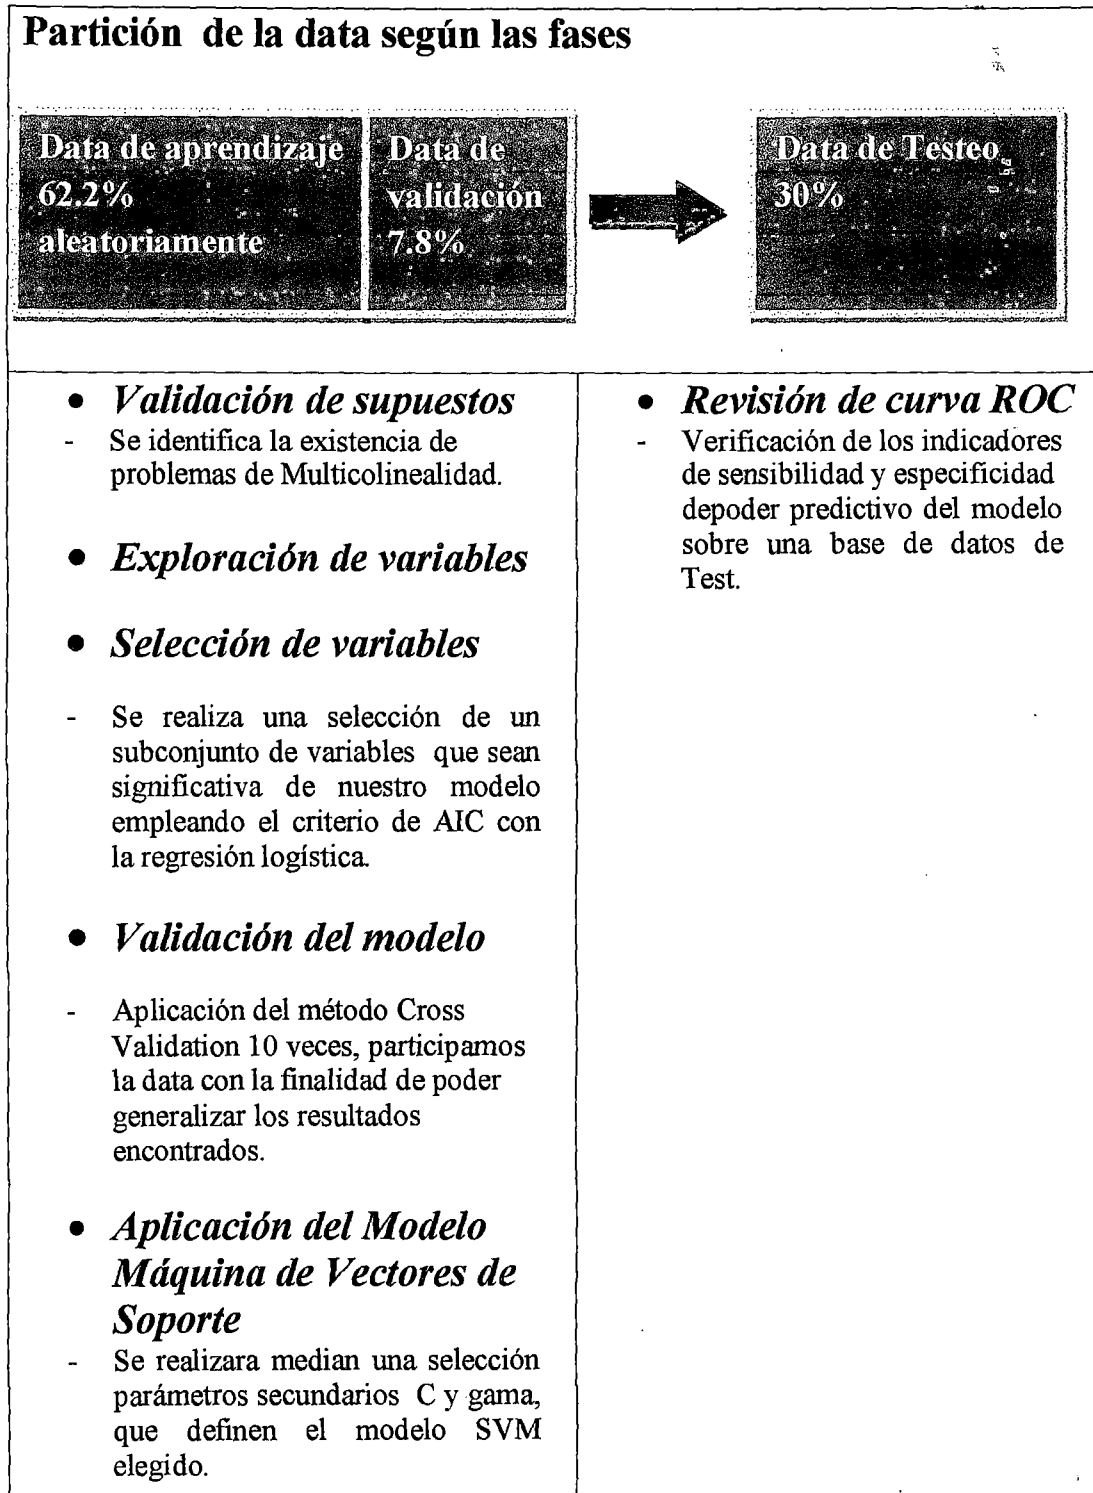 Partición de la data según las fases
Data de aprendizaje
62.2%
aleatoriamente
Data de
validación
7.8%
Data de Testeo
30%
• Validación de supuestos
- Se identifica la existencia de
problemas de Multicolinealidad.
• Exploración de variables
• Selección de variables
- Se realiza una selección de un
subconjunto de variables que sean
significativa de nuestro modelo
empleando el criterio de AIC con
la regresión logística.
• Validación del modelo
- Aplicación del método Cross
Validation 10 veces, participamos
la data con la finalidad de poder
generalizar los resultados
encontrados.
• Aplicación del Modelo
Máquina de Vectores de
Soporte
- Se realizara median una selección
parámetros secundarios C y gama,
que definen el modelo SVM
elegido.
• Revisión de curva ROC
- Verificación de los indicadores
de sensibilidad y especificidad
depoder predictivo del modelo
sobre una base de datos de
Test.